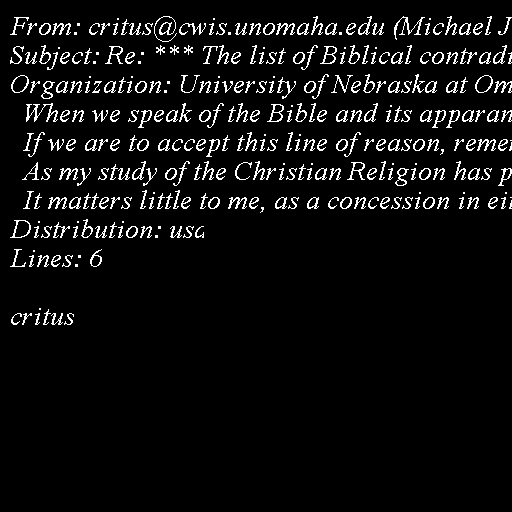 From: critus@cwis.unomaha.edu (Michael J
Subject: Re: *** The list of Biblical contradi
Organization: University of Nebraska at Om
When we speak of the Bible and its apparan
If we are to accept this line of reason, remem
As my study of the Christian Religion has p
It matters little to me, as a concession in ei
Distribution: usa
Lines: 6

critus